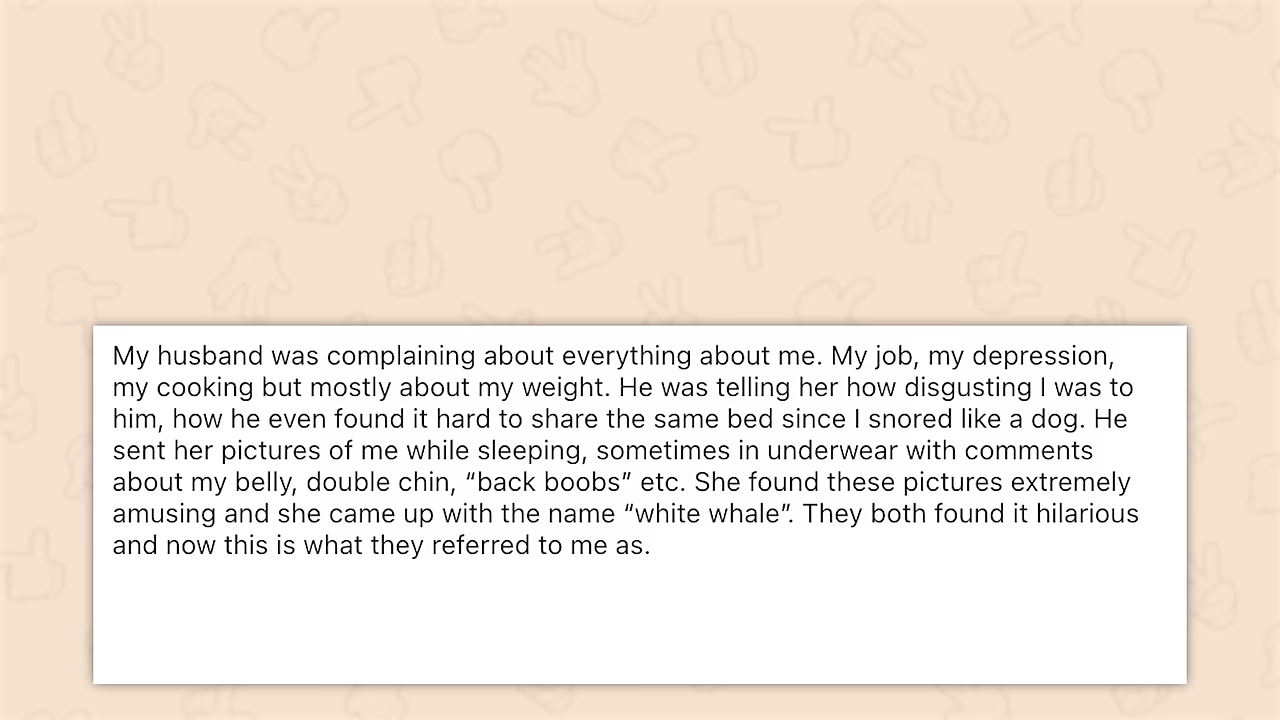 My husband was complaining about everything about me. My job, my depression,
my cooking but mostly about my weight. He was telling her how disgusting I was to
him, how he even found it hard to share the same bed since I snored like a dog. He
sent her pictures of me while sleeping, sometimes in underwear with comments
about my belly, double chin, “back boobs” etc. She found these pictures extremely
amusing and she came up with the name “white whale”. They both found it hilarious
and now this is what they referred to me as.